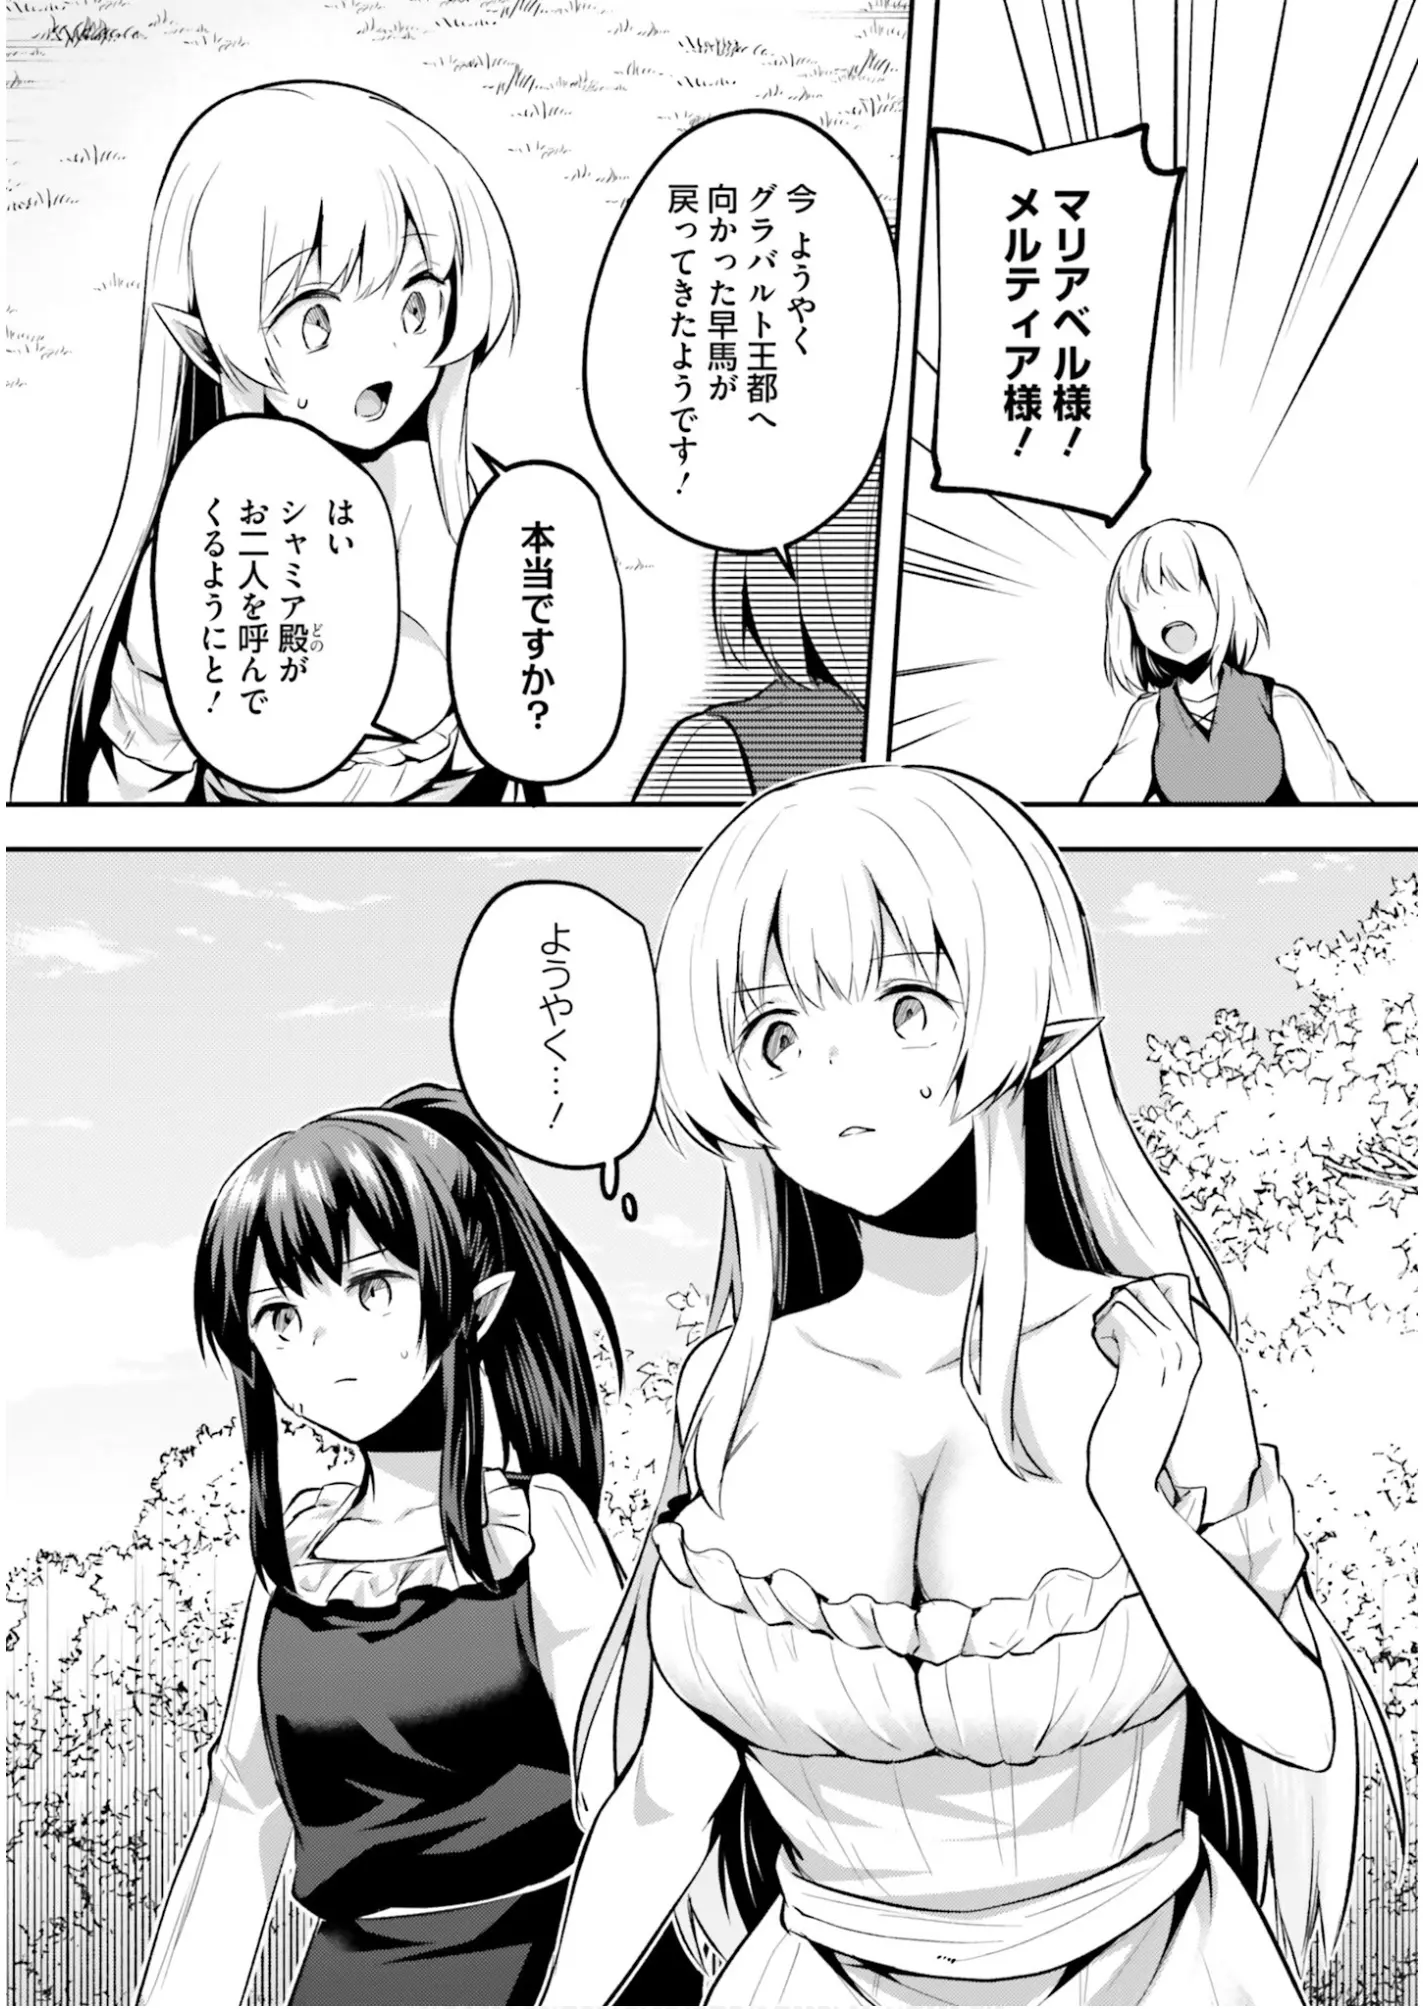 マリアベル様！
メルティア様！
今 ようやく
グラバルト王都へ
向かった早馬が
戻ってきたようです！
本当ですか？
はい
シャミア殿が
どの
お二人を呼んで
くるようにと！
ようやく…！